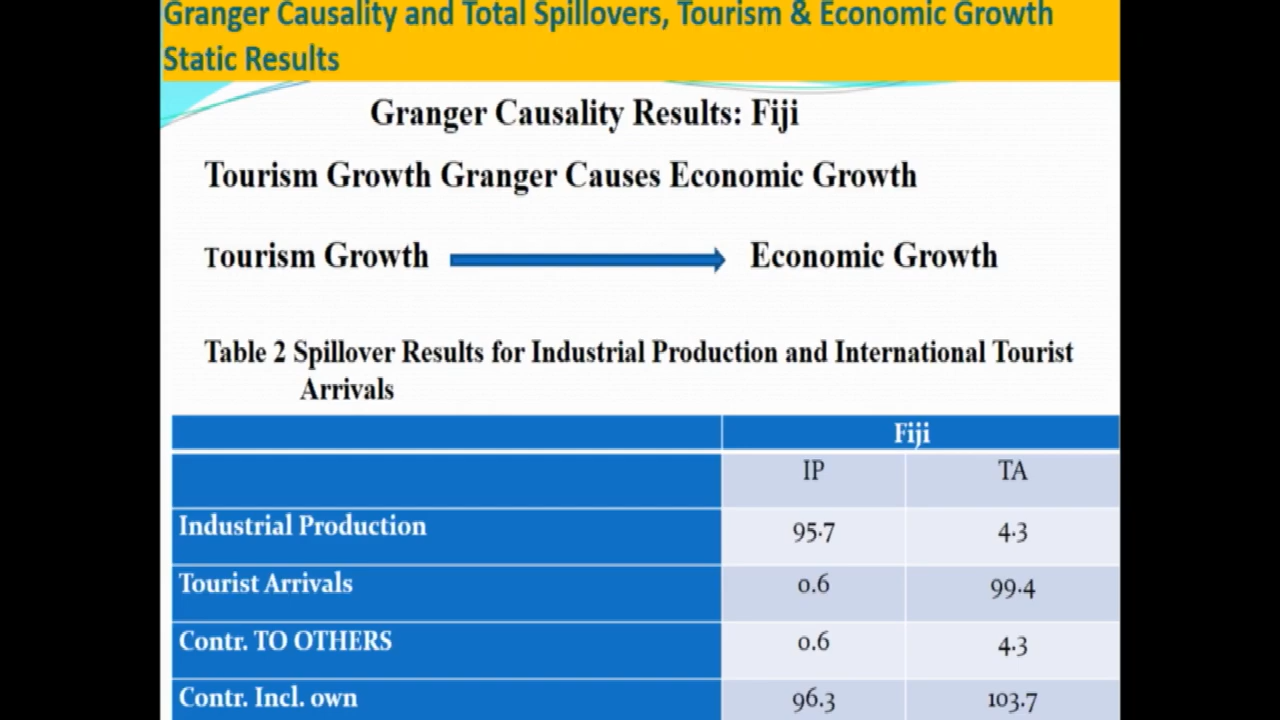 Granger Causality and Total Spillovers, Tourism & Economic Growth
Static Results
Granger Causality Results: Fiji
Tourism Growth Granger Causes Economic Growth
Tourism Growth Economic Growth
Table 2 Spillover Results for Industrial Production and International Tourist
Arrivals
Fiji
IP TA
Industrial Production 95.7 4.3
Tourist Arrivals 0.6 99.4
Contr. TO OTHERS 0.6 4.3
Contr. Incl. own 96.3 103.7